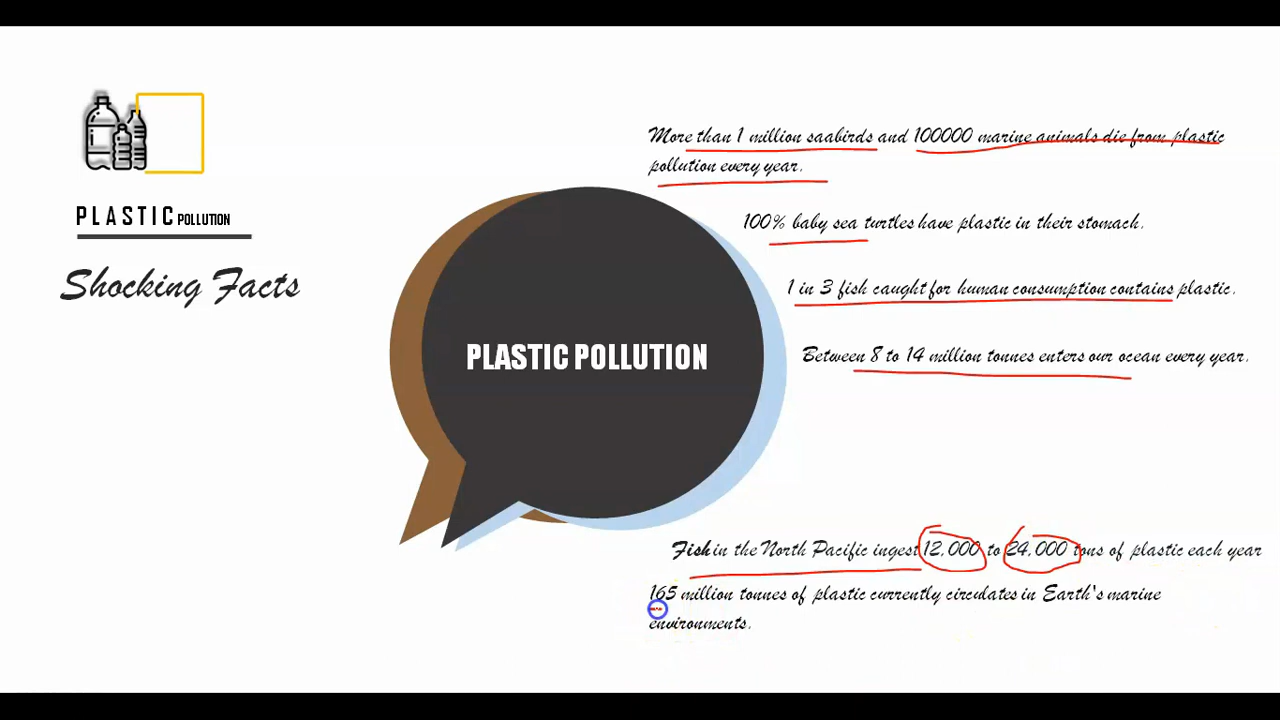 PLASTIC POLLUTION
Shocking Facts
PLASTIC POLLUTION
More than 1 million saabirds and 100000 marine animals die from plastic
pollution every year.
100% baby sea turtles have plastic in their stomach.
1 in 3 fish caught for human consumption contains plastic.
Between 8 to 14 million tonnes enters our ocean every year.
Fish in the North Pacific ingest 12,000 to 24,000 tons of plastic each year
165 million tonnes of plastic currently circulates in Earth's marine
environments.